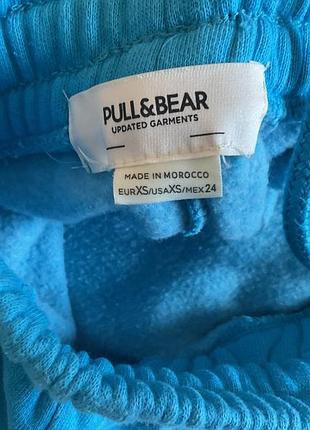 PULL&BEAR
UPDATED GARMENTS
MADE IN MOROCCO
EURXS/USAXS/MEX24